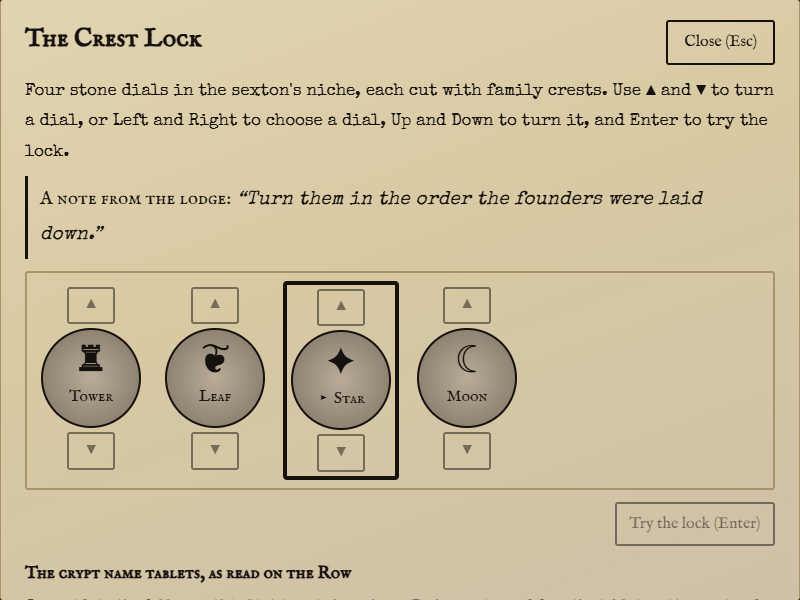 The Crest Lock
Close (Esc)
Four stone dials in the sexton's niche, each cut with family crests. Use ▲ and ▼ to turn
a dial, or Left and Right to choose a dial, Up and Down to turn it, and Enter to try the
lock.
A note from the lodge: “Turn them in the order the founders were laid
down.”
Tower
Leaf
▸ Star
Moon
Try the lock (Enter)
The crypt name tablets, as read on the Row